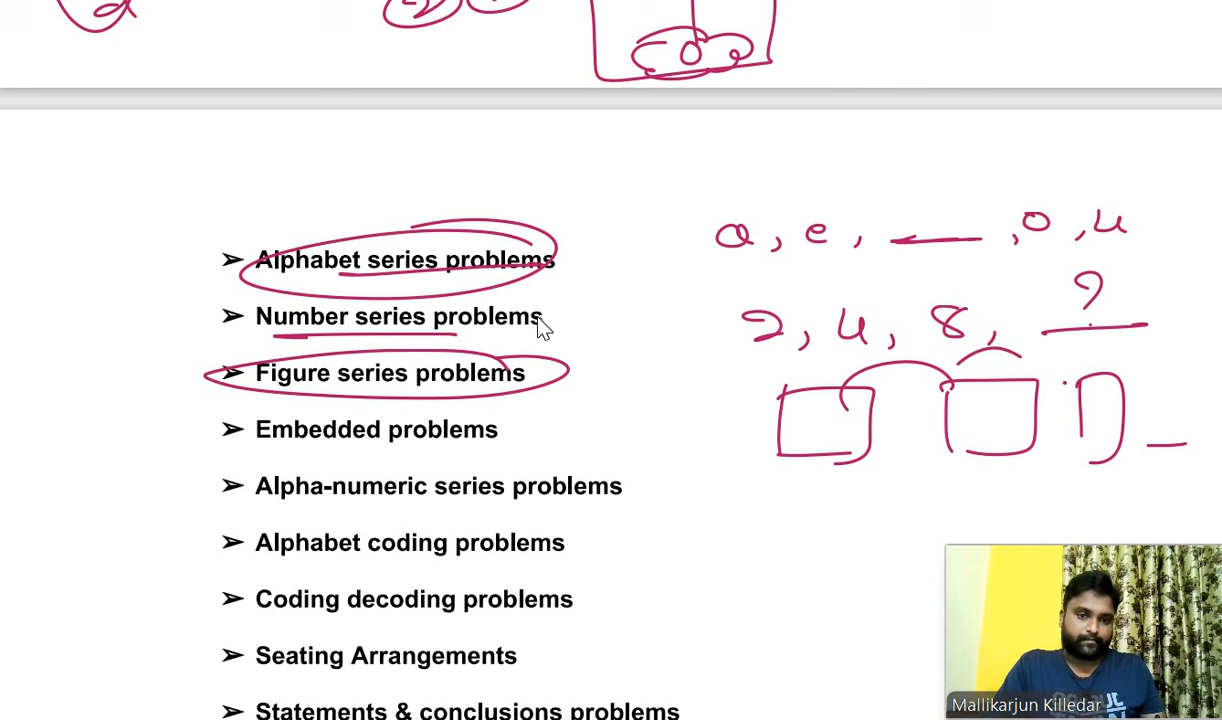 ➢ Alphabet series problems
a, e, ___, o, u
➢ Number series problems
2, 4, 8, ?
➢ Figure series problems
➢ Embedded problems
➢ Alpha-numeric series problems
➢ Alphabet coding problems
➢ Coding decoding problems
➢ Seating Arrangements
➢ Statements & conclusions problems
Mallikarjun Killedar